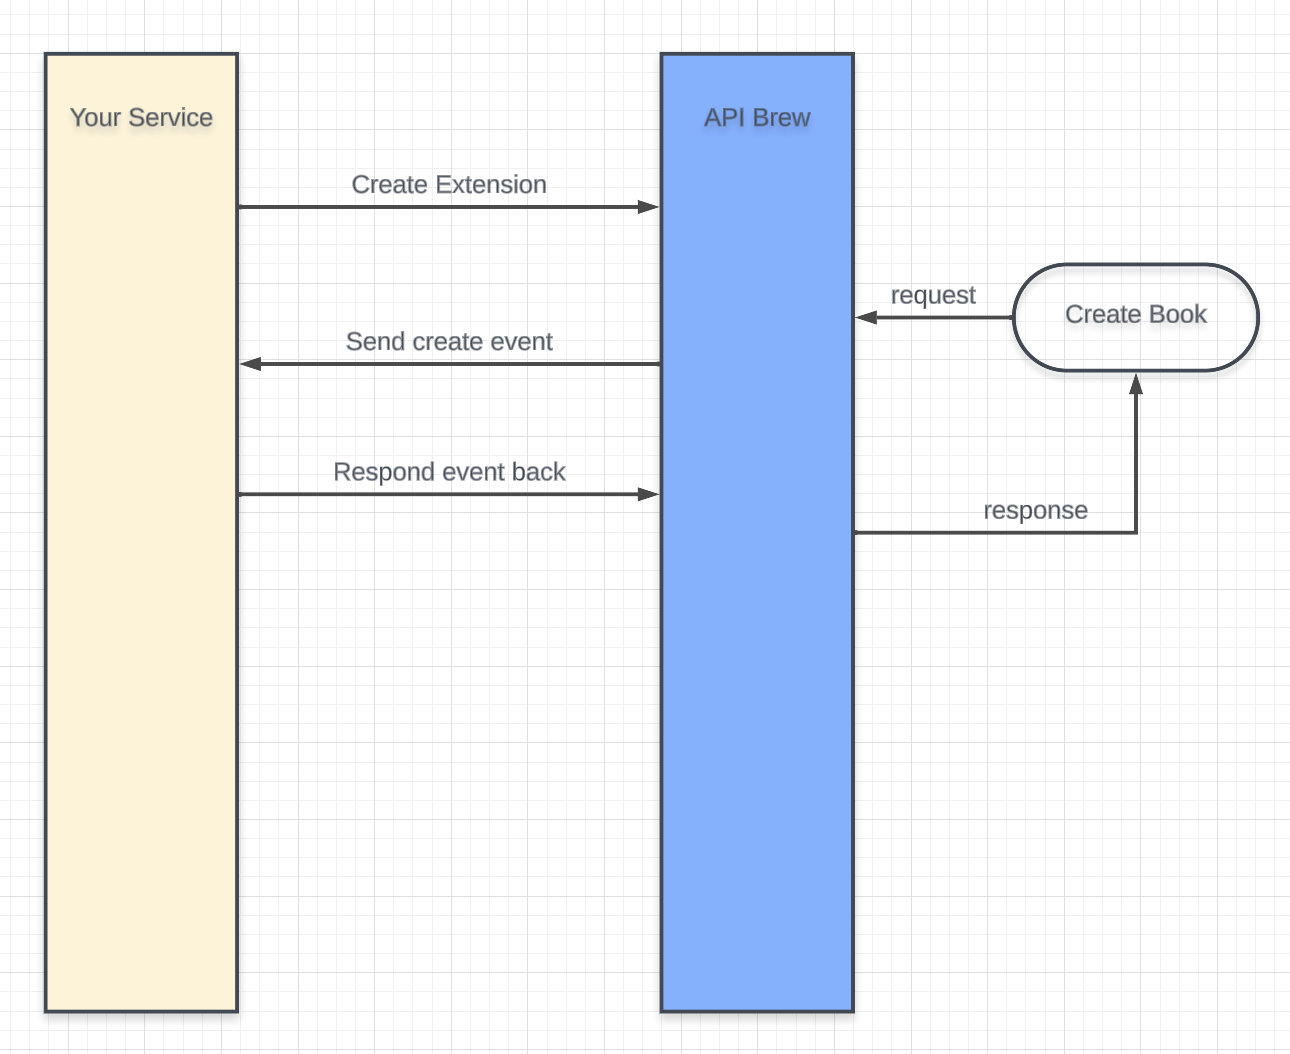 Your Service
API Brew
Create Extension
request
Create Book
Send create event
Respond event back
response